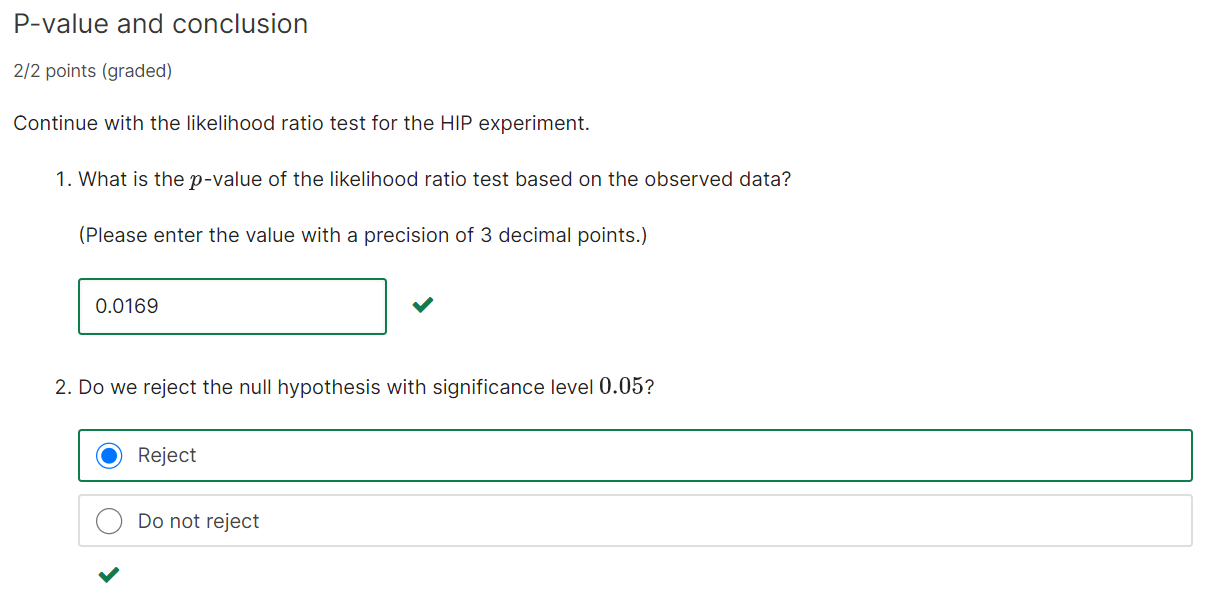 P-value and conclusion
2/2 points (graded)
Continue with the likelihood ratio test for the HIP experiment.
1. What is the p-value of the likelihood ratio test based on the observed data?
(Please enter the value with a precision of 3 decimal points.)
0.0169
2. Do we reject the null hypothesis with significance level 0.05?
Reject
Do not reject